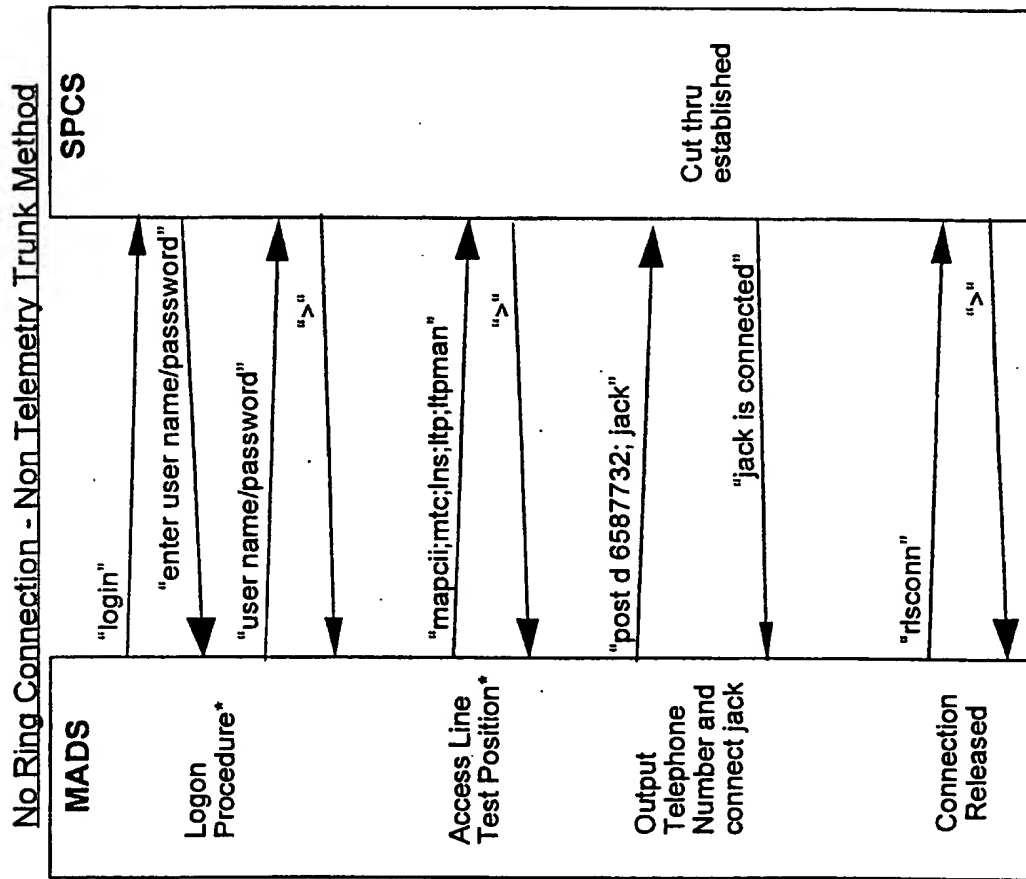 No Ring Connection - Non Telemetry Trunk Method
MADS
SPCS
Logon
Procedure*
"login"
"enter user name/passsword"
"user name/password"
">"
Access Line
Test Position*
"mapcii;mtc;lns;ltp;ltpman"
">"
Output
Telephone
Number and
connect jack
"post d 6587732; jack"
Cut thru
established
"jack is connected"
Connection
Released
"rlsconn"
">"